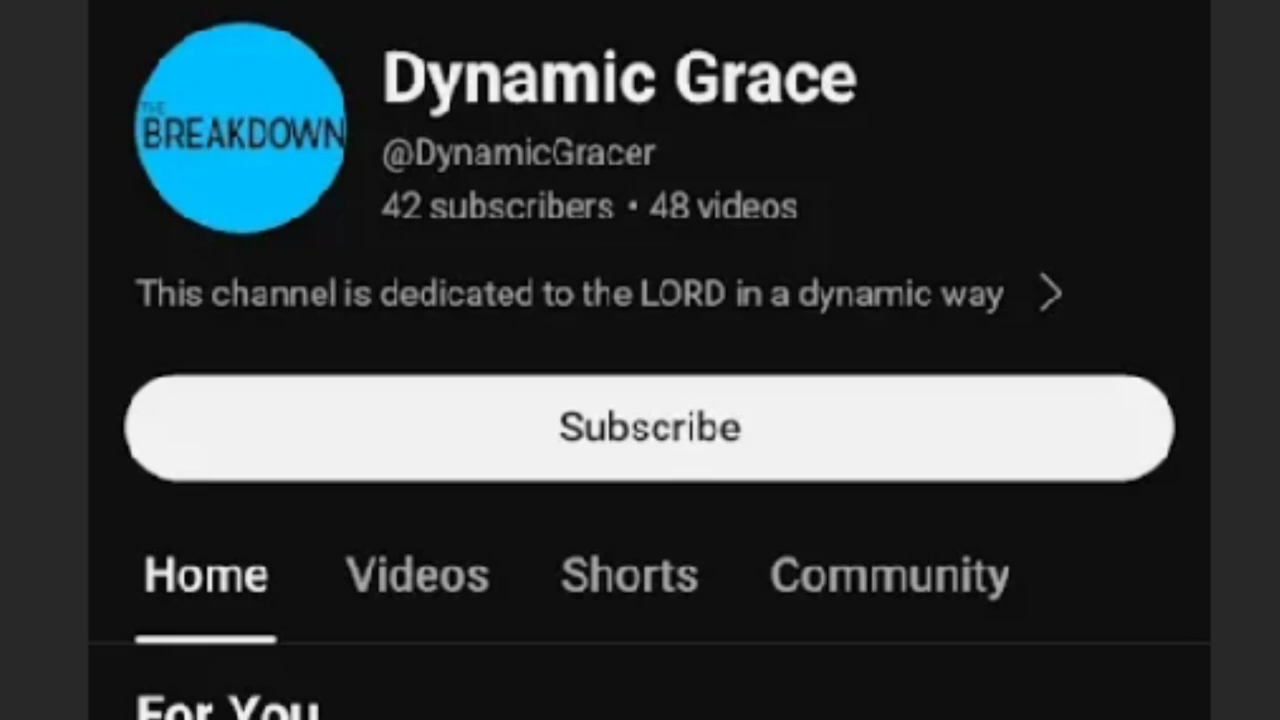 THE
BREAKDOWN
Dynamic Grace
@DynamicGracer
42 subscribers • 48 videos
This channel is dedicated to the LORD in a dynamic way
Subscribe
Home Videos Shorts Community
For You